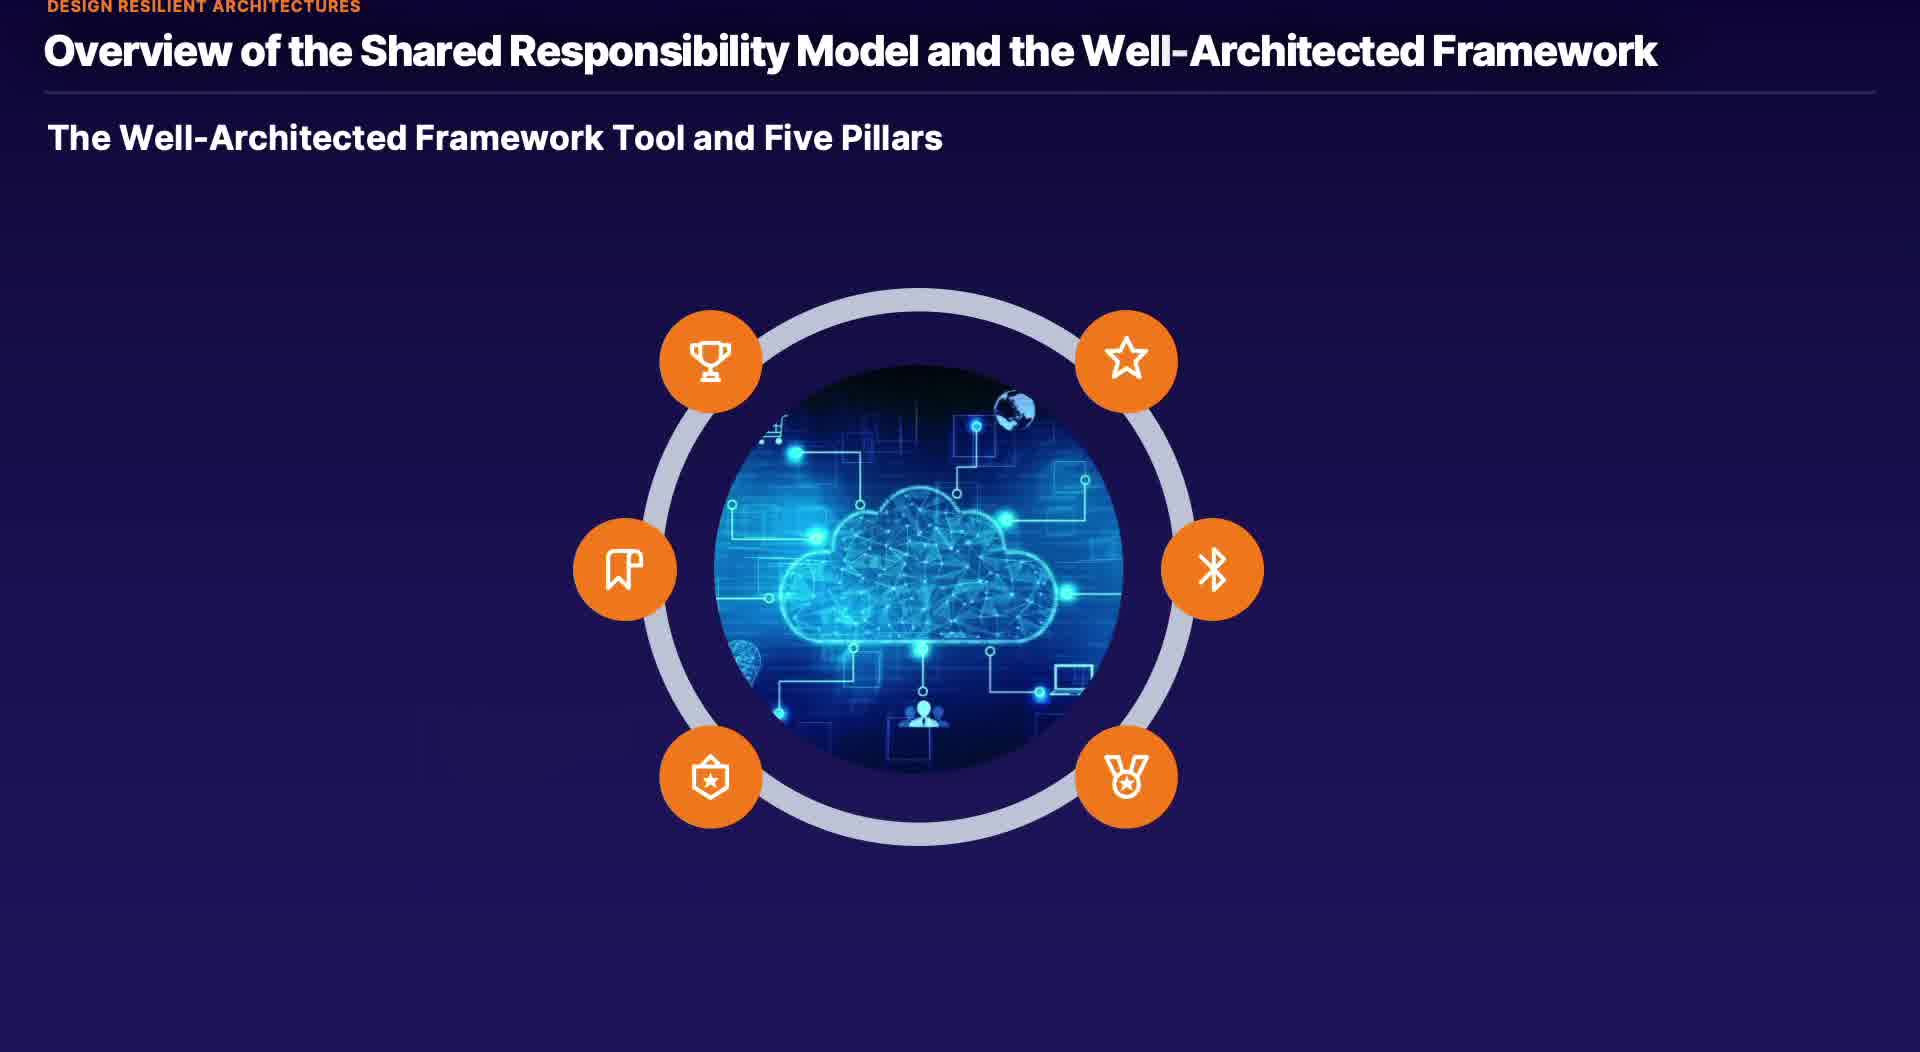 DESIGN RESILIENT ARCHITECTURES
Overview of the Shared Responsibility Model and the Well-Architected Framework
The Well-Architected Framework Tool and Five Pillars